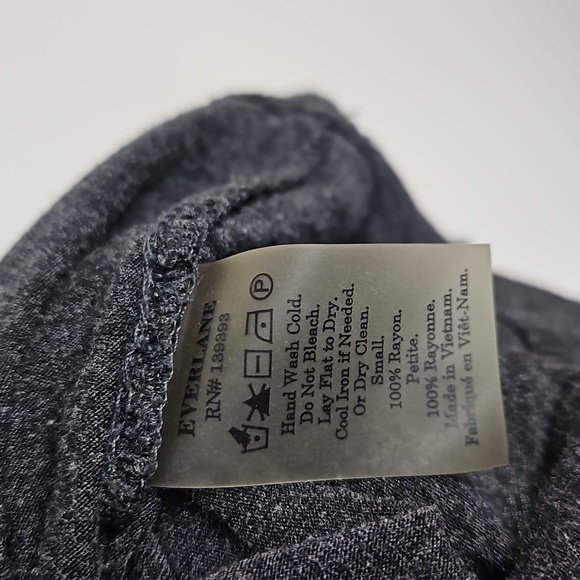 EVERLANE
RN# 139393
P
Hand Wash Cold.
Do Not Bleach.
Lay Flat to Dry.
Cool Iron if Needed.
Or Dry Clean.
Small.
100% Rayon.
Petite.
100% Rayonne.
Made in Vietnam.
Fabriqué en Viêt-Nam.